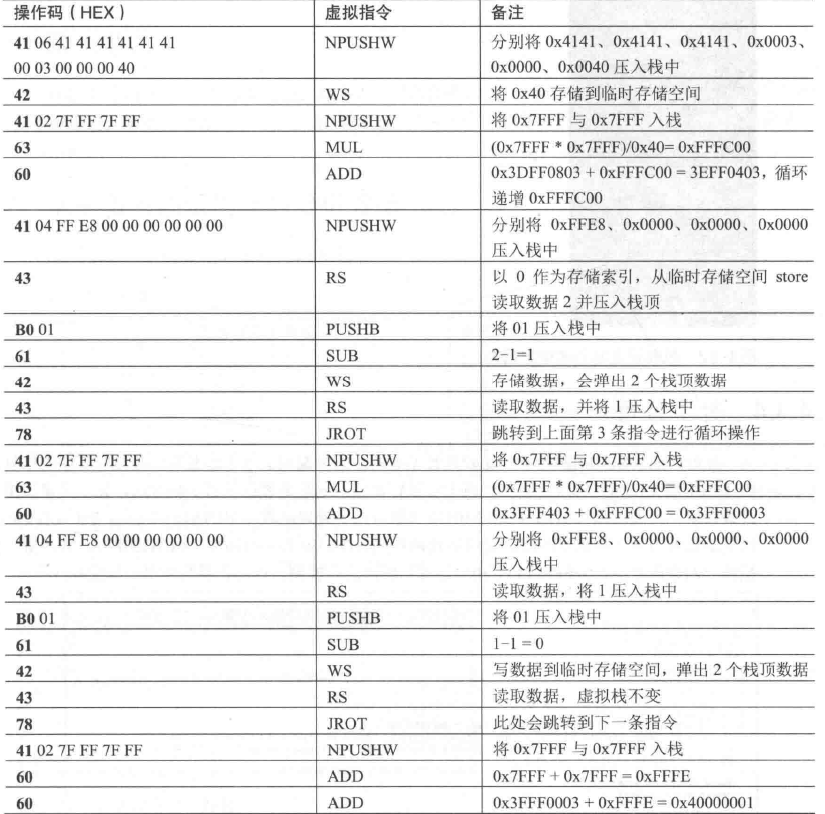 操作码（HEX） 虚拟指令 备注
41 06 41 41 41 41 41 41 NPUSHW 分别将 0x4141、0x4141、0x4141、0x0003、
00 03 00 00 00 40 0x0000、0x0040 压入栈中
42 WS 将 0x40 存储到临时存储空间
41 02 7F FF 7F FF NPUSHW 将 0x7FFF 与 0x7FFF 入栈
63 MUL (0x7FFF * 0x7FFF)/0x40= 0xFFFC00
60 ADD 0x3DFF0803 + 0xFFFC00 = 3EFF0403，循环
递增 0xFFFC00
41 04 FF E8 00 00 00 00 00 00 NPUSHW 分别将 0xFFE8、0x0000、0x0000、0x0000
压入栈中
43 RS 以 0 作为存储索引，从临时存储空间 store
读取数据 2 并压入栈顶
B0 01 PUSHB 将 01 压入栈中
61 SUB 2−1=1
42 WS 存储数据，会弹出 2 个栈顶数据
43 RS 读取数据，并将 1 压入栈中
78 JROT 跳转到上面第 3 条指令进行循环操作
41 02 7F FF 7F FF NPUSHW 将 0x7FFF 与 0x7FFF 入栈
63 MUL (0x7FFF * 0x7FFF)/0x40= 0xFFFC00
60 ADD 0x3FFF403 + 0xFFFC00 = 0x3FFF0003
41 04 FF E8 00 00 00 00 00 00 NPUSHW 分别将 0xFFE8、0x0000、0x0000、0x0000
压入栈中
43 RS 读取数据，将 1 压入栈中
B0 01 PUSHB 将 01 压入栈中
61 SUB 1−1 = 0
42 WS 写数据到临时存储空间，弹出 2 个栈顶数据
43 RS 读取数据，虚拟栈不变
78 JROT 此处会跳转到下一条指令
41 02 7F FF 7F FF NPUSHW 将 0x7FFF 与 0x7FFF 入栈
60 ADD 0x7FFF + 0x7FFF = 0xFFFE
60 ADD 0x3FFF0003 + 0xFFFE = 0x40000001